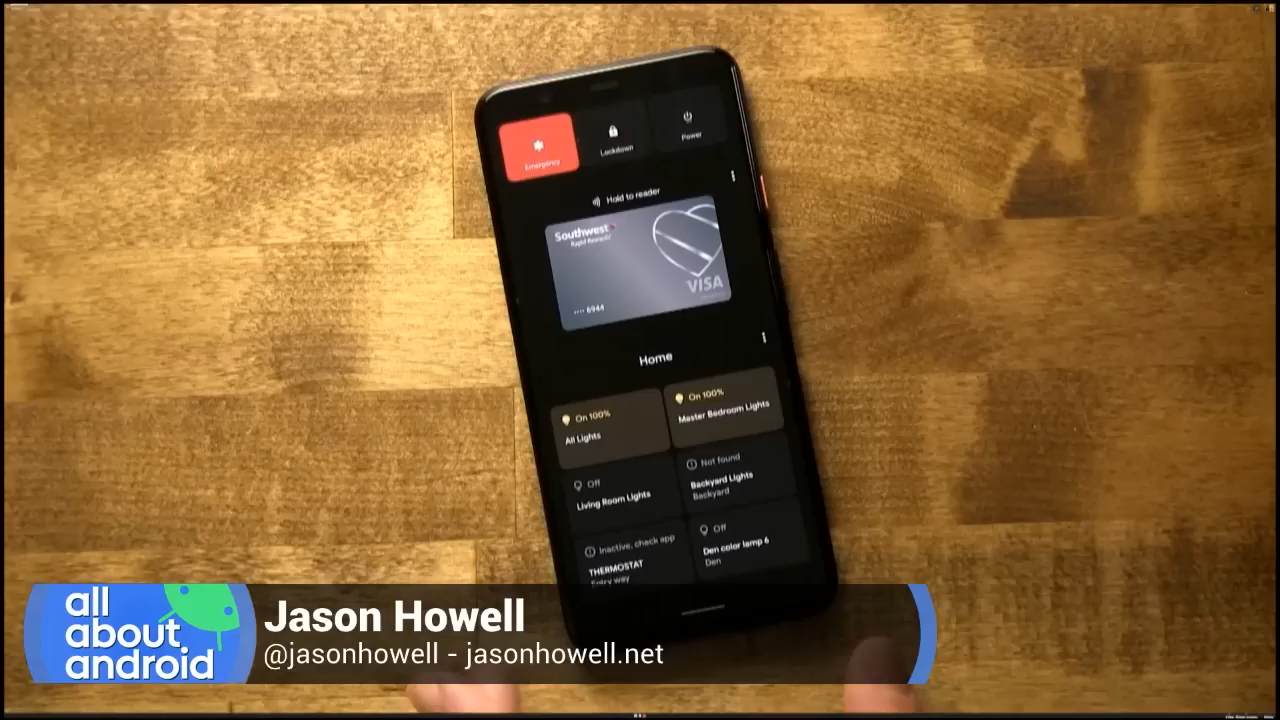 Emergency
Lockdown
Power
Hold to reader
Southwest
Rapid Rewards
VISA
•••• 6944
Home
On 100%
All Lights
On 100%
Master Bedroom Lights
Off
Living Room Lights
Not found
Backyard Lights
Backyard
Inactive, check app
THERMOSTAT
Entry way
Off
Den color lamp 6
Den
all
about
android
Jason Howell
@jasonhowell - jasonhowell.net